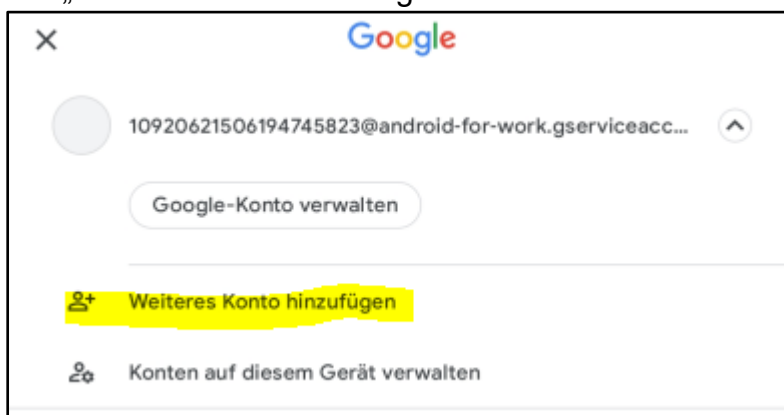 „
Google
10920621506194745823@android-for-work.gserviceacc...
Google-Konto verwalten
Weiteres Konto hinzufügen
Konten auf diesem Gerät verwalten